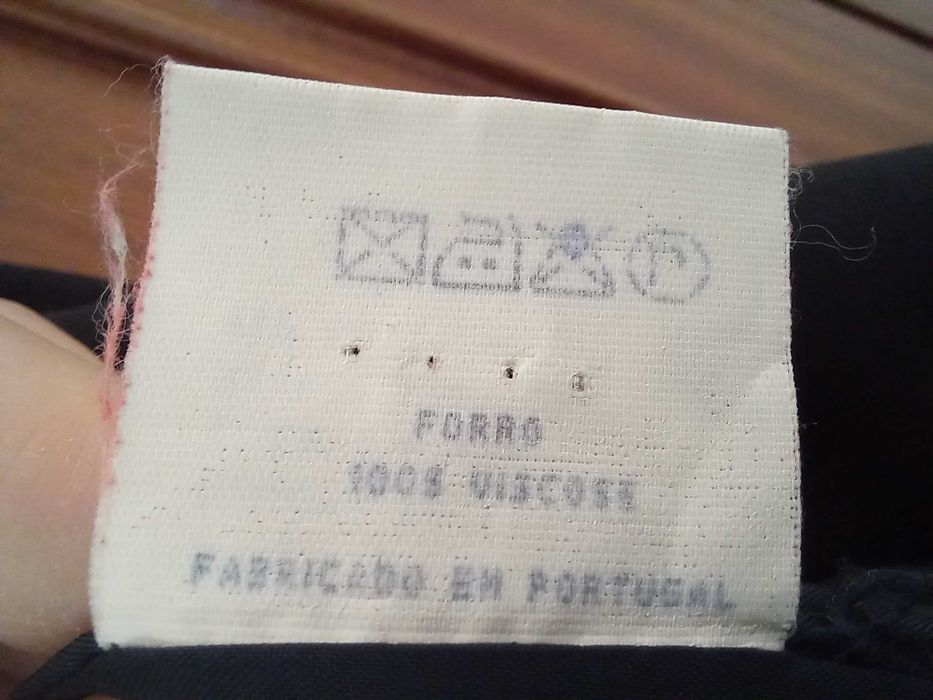 P
FORRO
100% VISCOSE
FABRICADO EM PORTUGAL